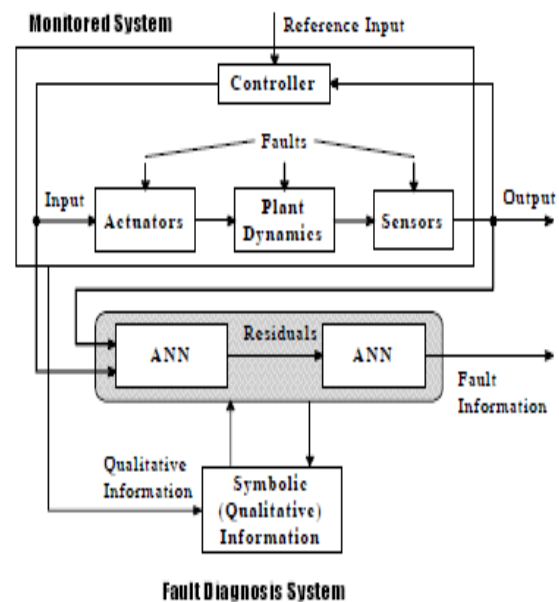 Monitored System
Reference Input
Controller
Faults
Input
Actuators
Plant
Dynamics
Sensors
Output
ANN
Residuals
ANN
Fault
Information
Qualitative
Information
Symbolic
(Qualitative)
Information
Fault Diagnosis System